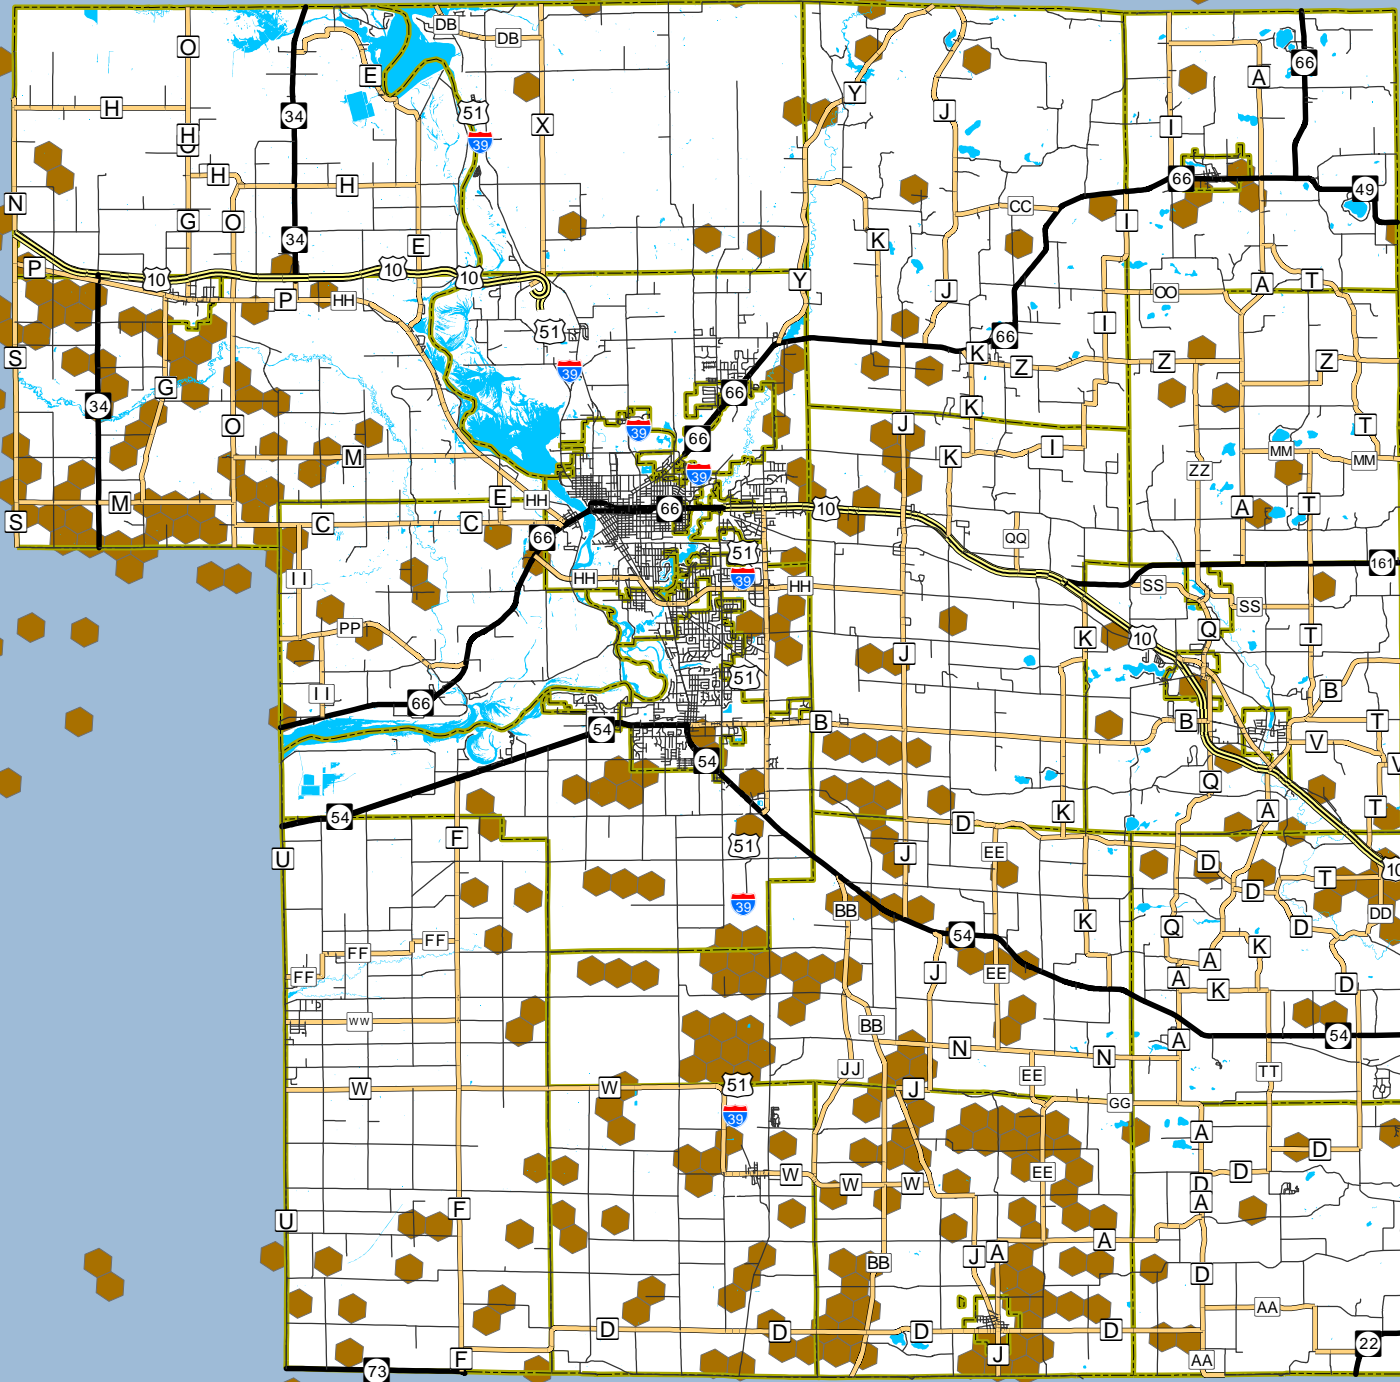 DB
O
DB
66
A
E
Y
H
34
51
J
X
I
H
O
39
66
H
H
49
N
CC
G
O
I
34
K
E
P
10
10
10
Y
A
T
HH
P
J
OO
I
51
66
S
K
Z
Z
Z
39
G
66
34
K
O
J
T
39
66
I
M
K
MM
MM
39
ZZ
E
HH
M
T
66
10
A
S
C
C
66
QQ
51
161
II
HH
39
HH
SS
SS
PP
K
10
Q
T
J
51
II
B
66
B
B
T
54
V
54
V
Q
T
K
A
54
D
F
51
EE
J
U
D
10
T
D
39
BB
DD
K
Q
D
54
FF
FF
K
A
J
EE
A
FF
K
D
WW
BB
54
A
N
N
JJ
TT
EE
51
W
W
J
GG
39
A
D
EE
D
W
W
W
D
A
F
U
A
A
J
BB
D
AA
D
D
D
D
22
J
F
AA
73